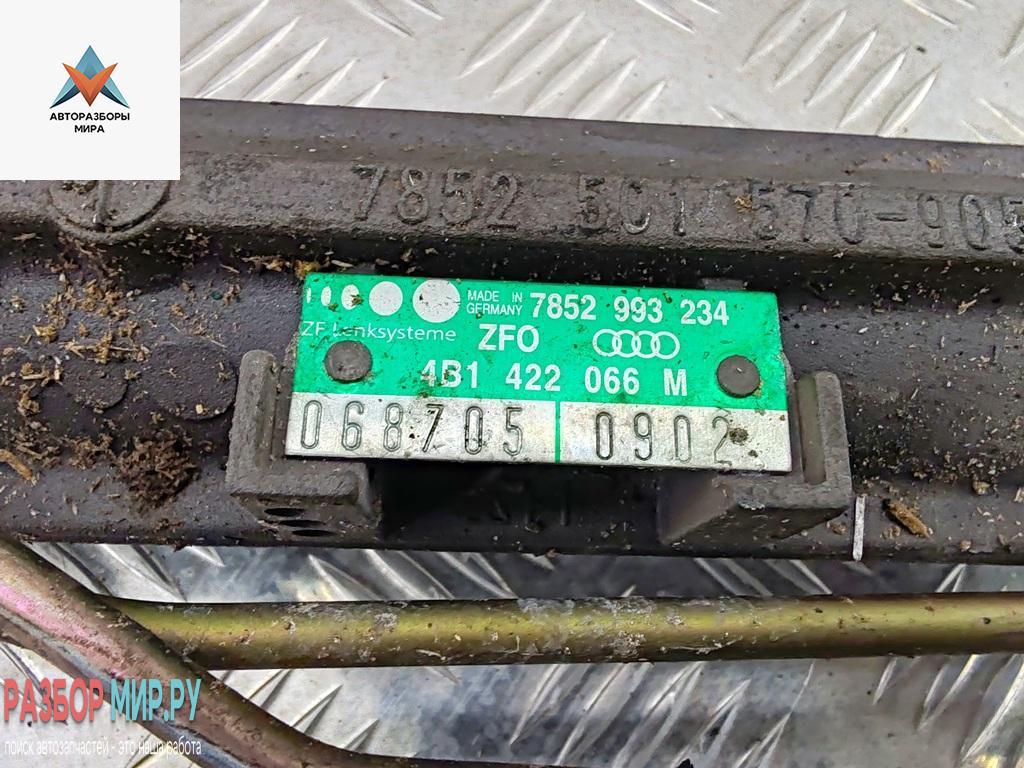 АВТОРАЗБОРЫ
МИРА
7852 501 570-905
MADE IN
GERMANY 7852 993 234
ZF Lenksysteme ZFO
4B1 422 066 M
068705 0902
РАЗБОР МИР.РУ
поиск автозапчастей - это наша работа